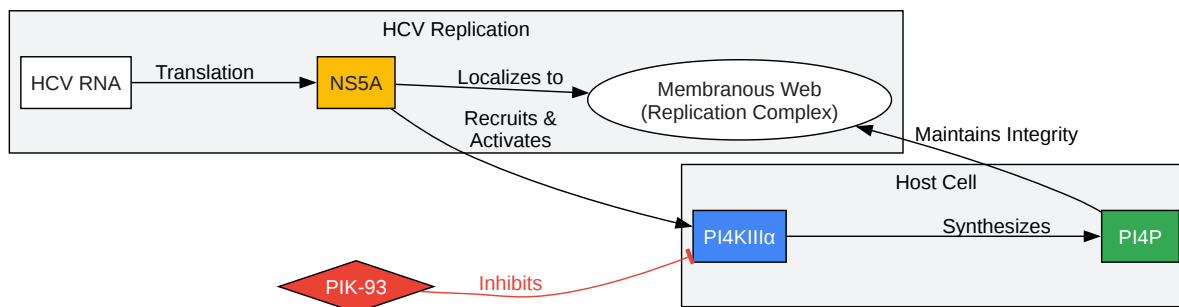 HCV Replication
HCV RNA
Translation
NS5A
Localizes to
Membranous Web
(Replication Complex)
Recruits &
Activates
Maintains Integrity
Host Cell
PI4KIIIα
Synthesizes
PI4P
PIK-93
Inhibits